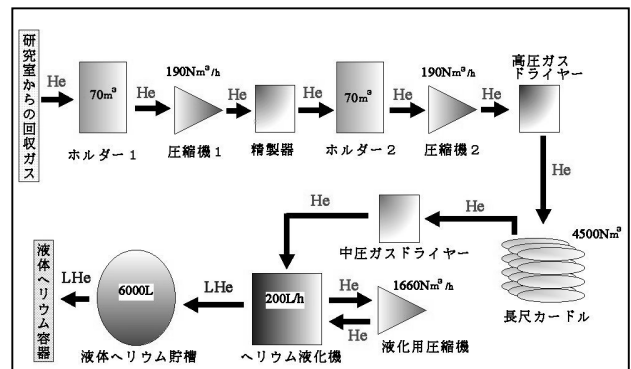 研究室からの回収ガス
He
70m³
ホルダー1
He
190Nm³/h
圧縮機1
He
精製器
He
70m³
ホルダー2
He
190Nm³/h
圧縮機2
He
高圧ガス
ドライヤー
He
4500Nm³
長尺カードル
He
中圧ガスドライヤー
He
200L/h
ヘリウム液化機
He
He
1660Nm³/h
液化用圧縮機
LHe
6000L
液体ヘリウム貯槽
LHe
液体ヘリウム容器